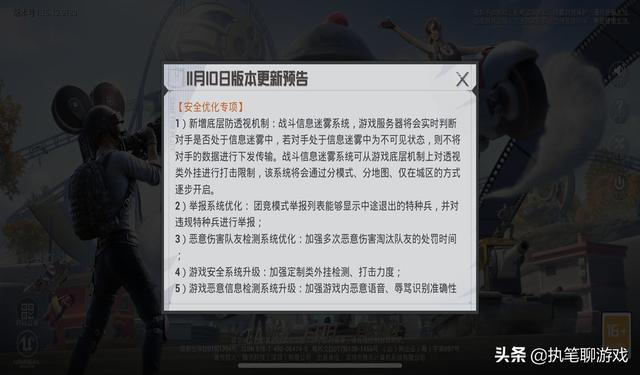 11月10日版本更新预告
【安全优化专项】
1）新增底层防透视机制：战斗信息迷雾系统，游戏服务器将会实时判断
对手是否处于信息迷雾中，若对手处于信息迷雾中为不可见状态，则不将
对手的数据进行下发传输。战斗信息迷雾系统可从游戏底层机制上对透视
类外挂进行打击限制，该系统将会通过分模式、分地图、仅在城区的方式
逐步开启。
2）举报系统优化： 团竞模式举报列表能够显示中途退出的特种兵，并对
违规特种兵进行举报；
3）恶意伤害队友检测系统优化：加强多次恶意伤害淘汰队友的处罚时间
；
4）游戏安全系统升级：加强定制类外挂检测、打击力度；
5）游戏恶意信息检测系统升级：加强游戏内恶意语音、辱骂识别准确性
16+
头条 @执笔聊游戏